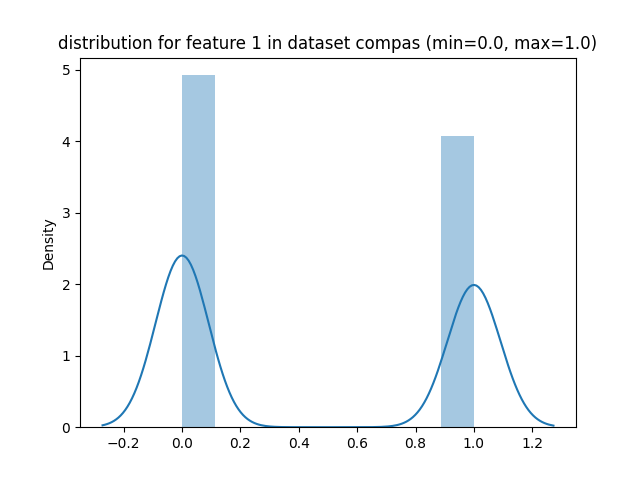 distribution for feature 1 in dataset compas (min=0.0, max=1.0)
5
4
3
2
1
0
Density
−0.2 0.0 0.2 0.4 0.6 0.8 1.0 1.2